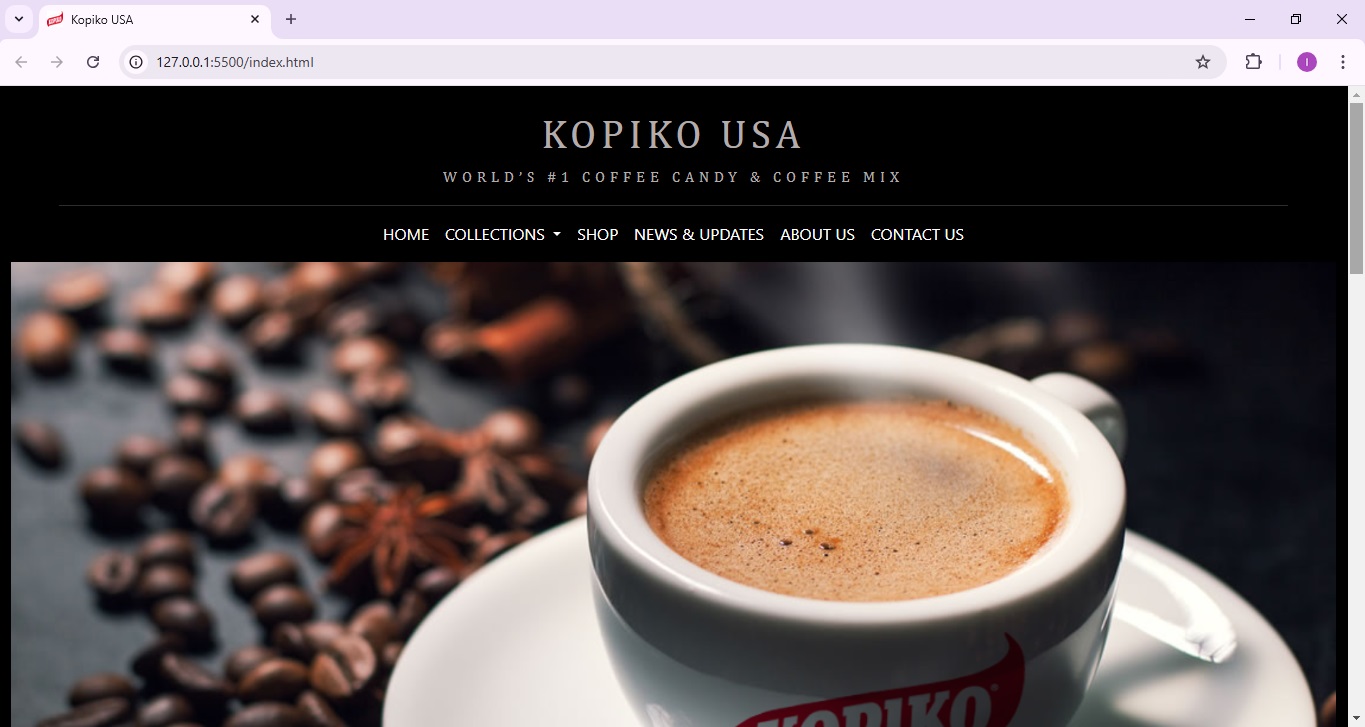 Kopiko USA
127.0.0.1:5500/index.html
KOPIKO USA
WORLD'S #1 COFFEE CANDY & COFFEE MIX
HOME COLLECTIONS SHOP NEWS & UPDATES ABOUT US CONTACT US
KOPIKO